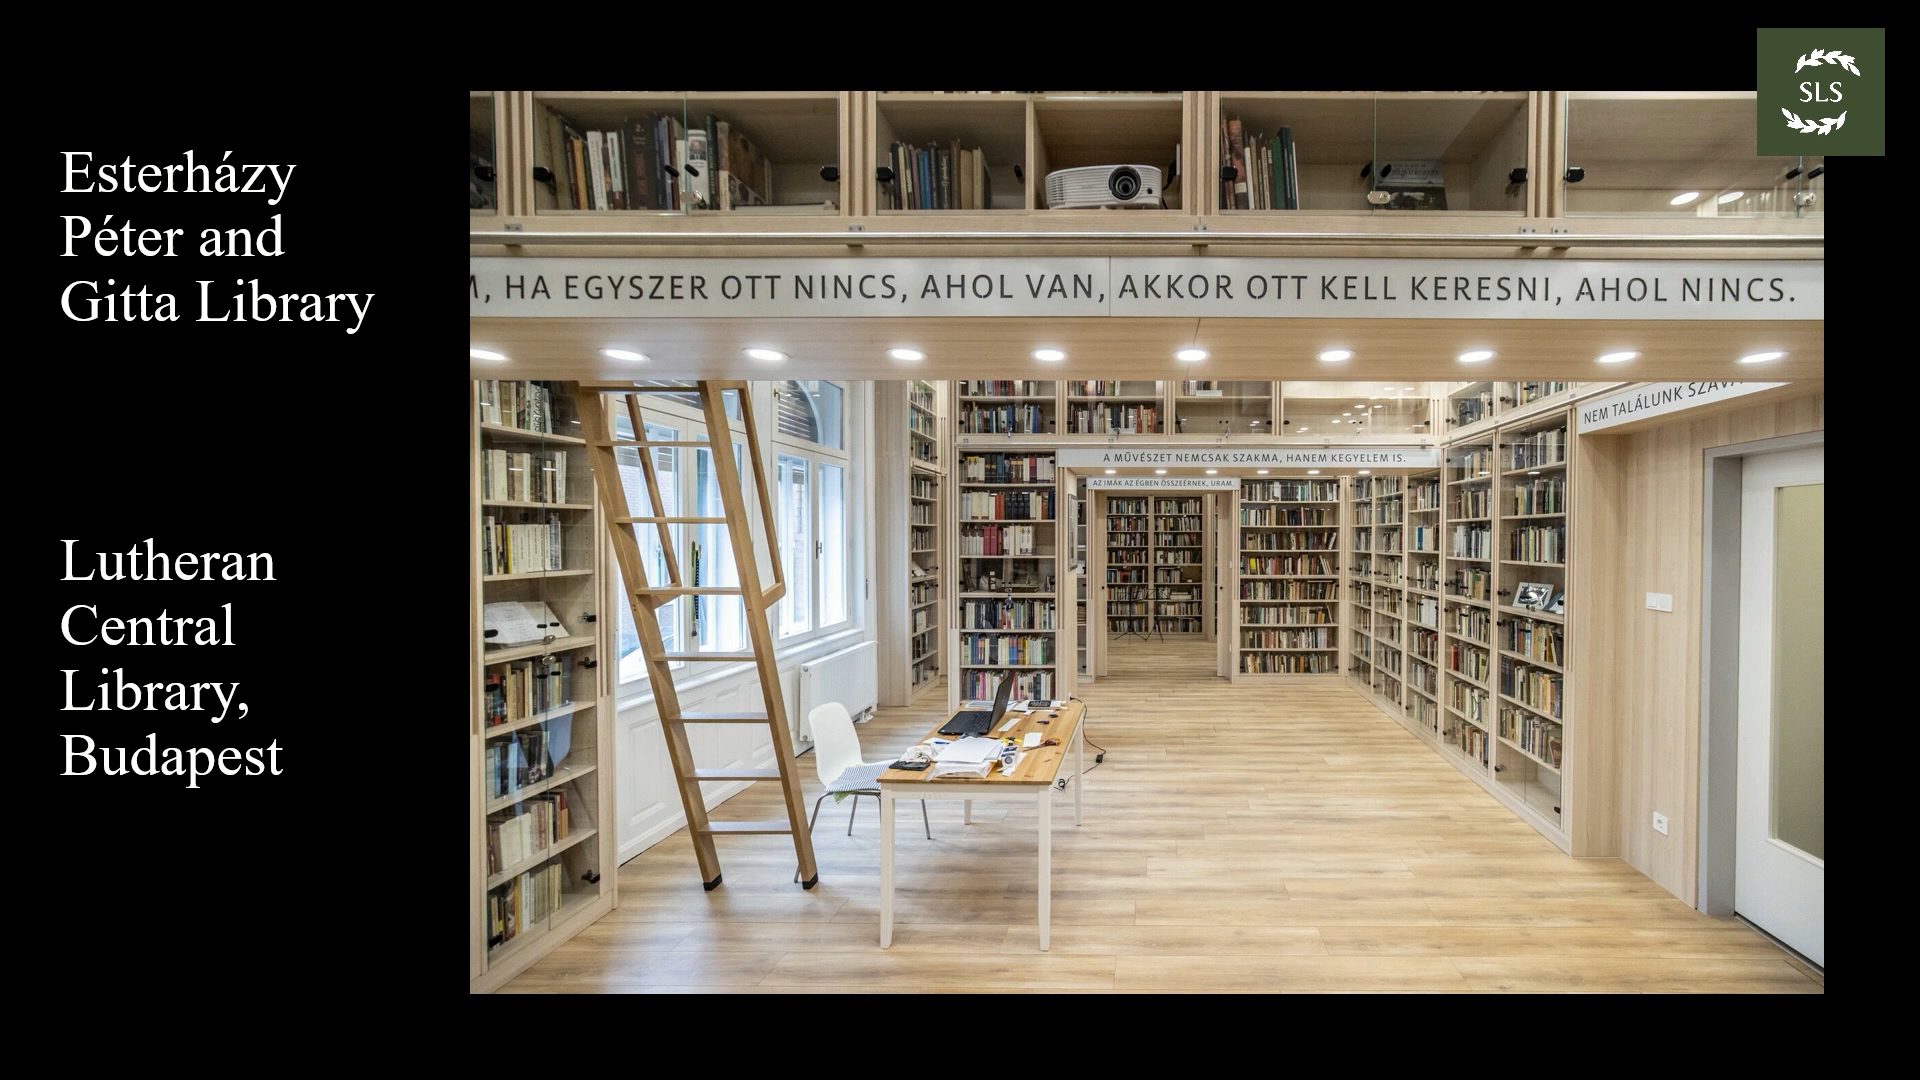 Esterházy
Péter and
Gitta Library
Lutheran
Central
Library,
Budapest
SLS
, HA EGYSZER OTT NINCS, AHOL VAN, AKKOR OTT KELL KERESNI, AHOL NINCS.
NEM TALÁLUNK
A MŰVÉSZET NEMCSAK SZAKMA, HANEM KEGYELEM IS.
AZ IMÁK AZ ÉGBEN ÖSSZEÉRNEK, URAM.